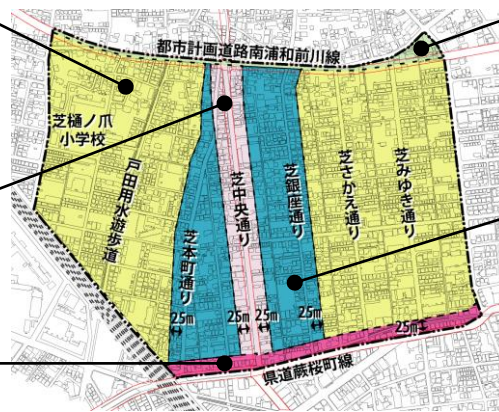 都市計画道路南浦和前川線
芝樋ノ爪
小学校
戸田用水遊歩道
芝本町通り
芝中央通り
芝銀座通り
芝さかえ通り
芝みゆき通り
25m
25m
25m
25m
25m
県道蕨桜町線